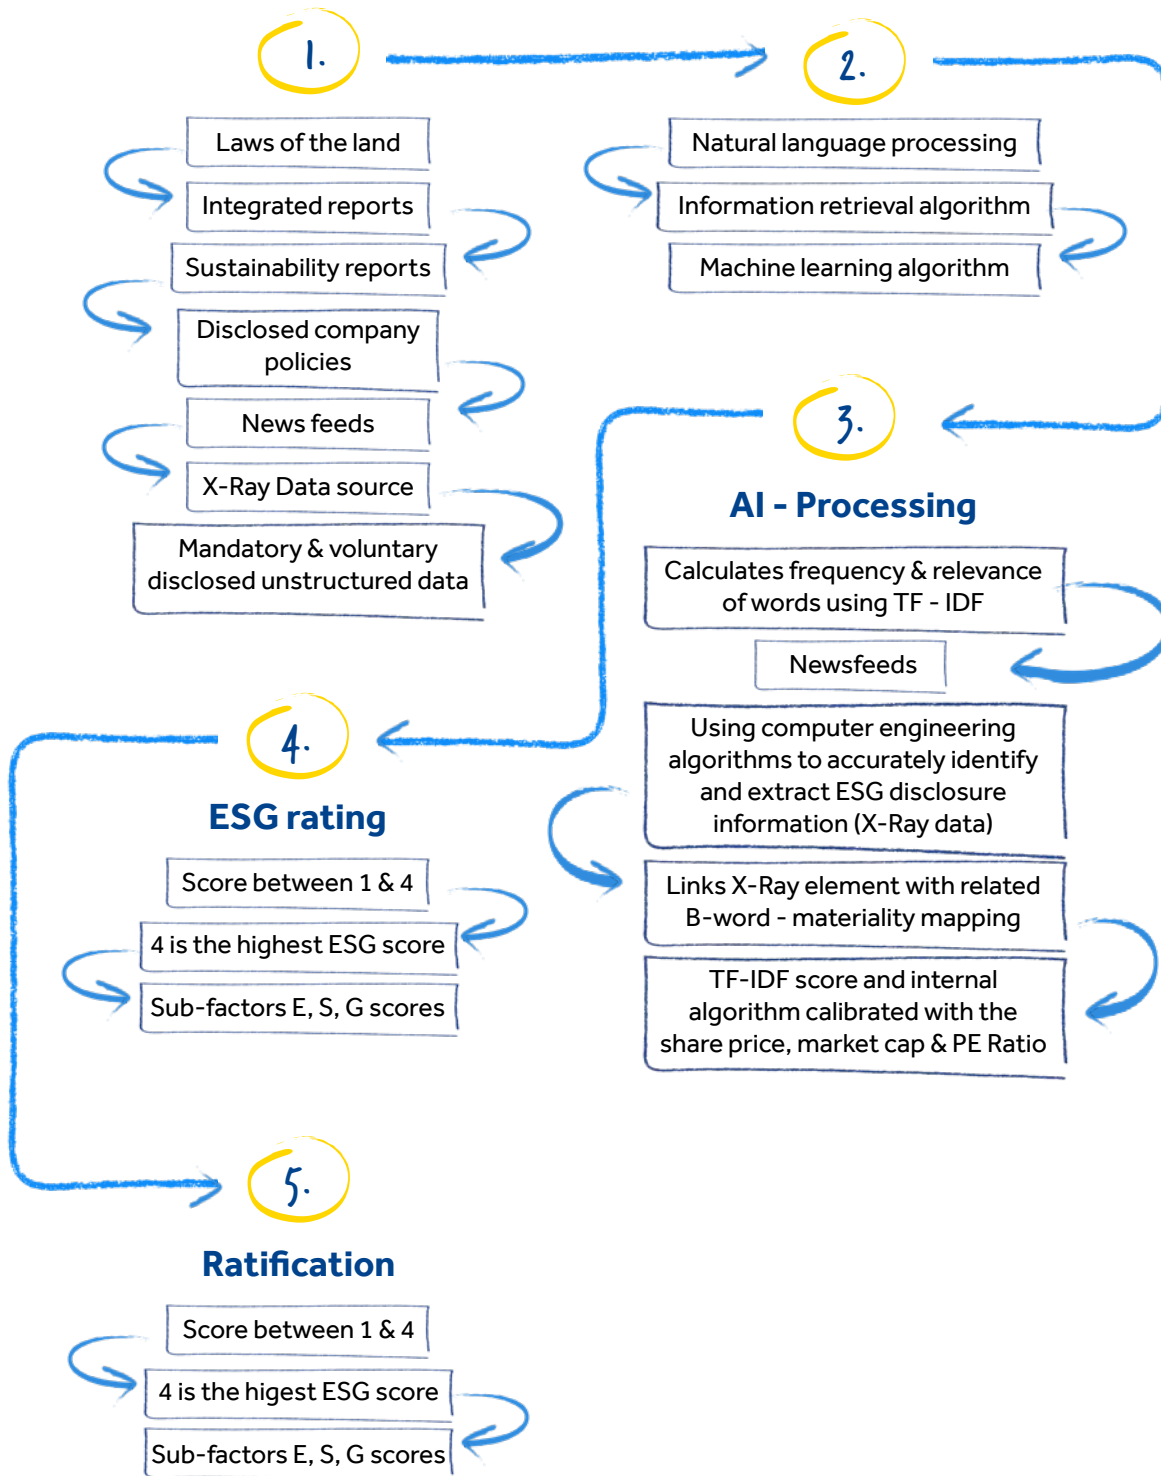 1.
Laws of the land
Integrated reports
Sustainability reports
Disclosed company
policies
News feeds
X-Ray Data source
Mandatory & voluntary
disclosed unstructured data
2.
Natural language processing
Information retrieval algorithm
Machine learning algorithm
3.
AI - Processing
Calculates frequency & relevance
of words using TF - IDF
Newsfeeds
Using computer engineering
algorithms to accurately identify
and extract ESG disclosure
information (X-Ray data)
Links X-Ray element with related
B-word - materiality mapping
TF-IDF score and internal
algorithm calibrated with the
share price, market cap & PE Ratio
4.
ESG rating
Score between 1 & 4
4 is the highest ESG score
Sub-factors E, S, G scores
5.
Ratification
Score between 1 & 4
4 is the higest ESG score
Sub-factors E, S, G scores